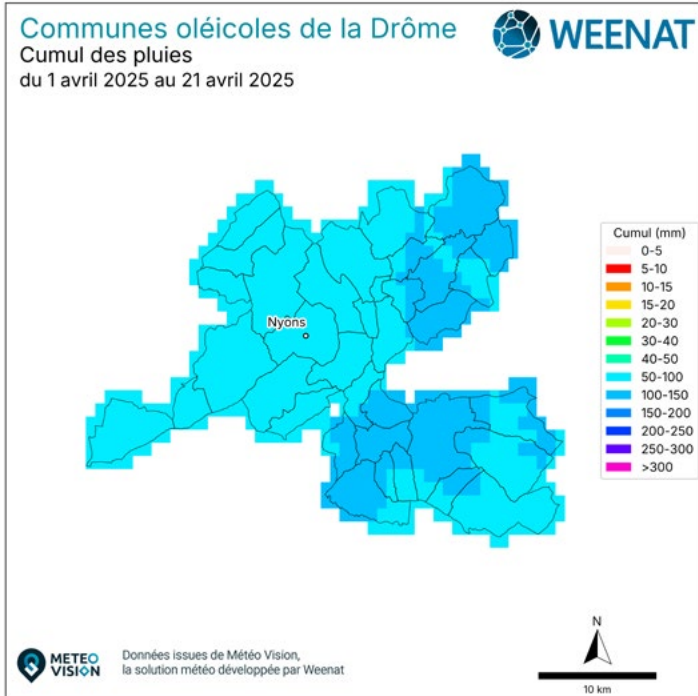 Communes oléicoles de la Drôme
WEENAT
Cumul des pluies
du 1 avril 2025 au 21 avril 2025
Nyons
Cumul (mm)
0-5
5-10
10-15
15-20
20-30
30-40
40-50
50-100
100-150
150-200
200-250
250-300
>300
METEO
VISION
Données issues de Météo Vision,
la solution météo développée par Weenat
N
10 km